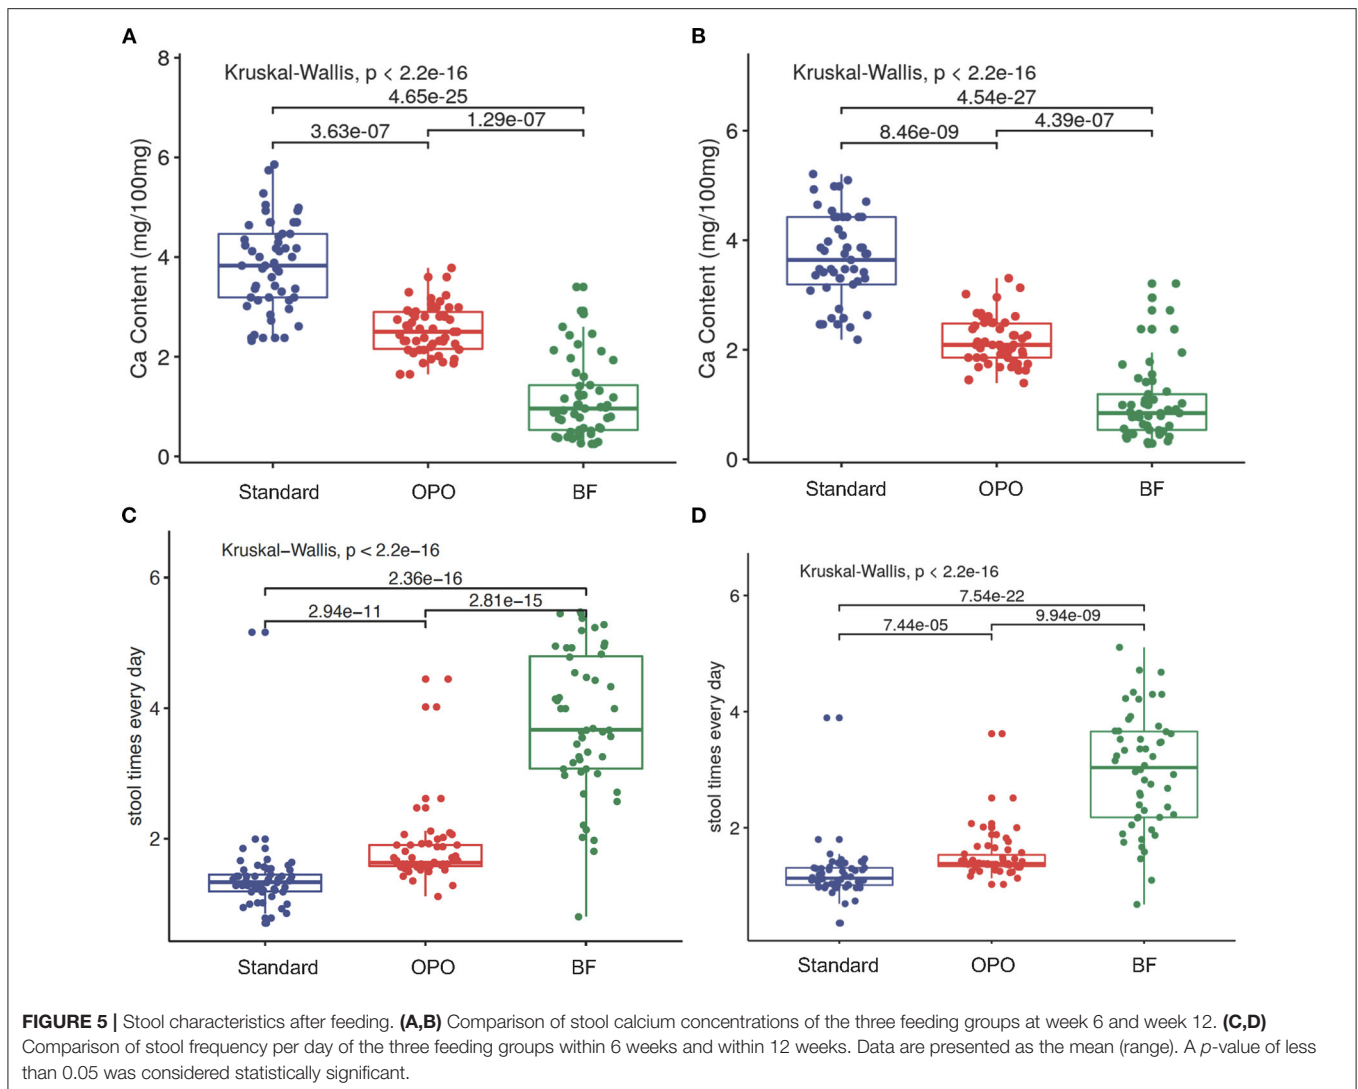 A
8
Kruskal-Wallis, p < 2.2e-16
4.65e-25
3.63e-07
1.29e-07
6
4
2
0
Ca Content (mg/100mg)
Standard
OPO
BF
B
Kruskal-Wallis, p < 2.2e-16
4.54e-27
8.46e-09
4.39e-07
6
4
2
0
Ca Content (mg/100mg)
Standard
OPO
BF
C
Kruskal−Wallis, p < 2.2e−16
2.36e−16
2.94e−11
2.81e−15
6
4
2
stool times every day
Standard
OPO
BF
D
Kruskal-Wallis, p < 2.2e-16
7.54e-22
7.44e-05
9.94e-09
6
4
2
stool times every day
Standard
OPO
BF
FIGURE 5 | Stool characteristics after feeding. (A,B) Comparison of stool calcium concentrations of the three feeding groups at week 6 and week 12. (C,D)
Comparison of stool frequency per day of the three feeding groups within 6 weeks and within 12 weeks. Data are presented as the mean (range). A p-value of less
than 0.05 was considered statistically significant.